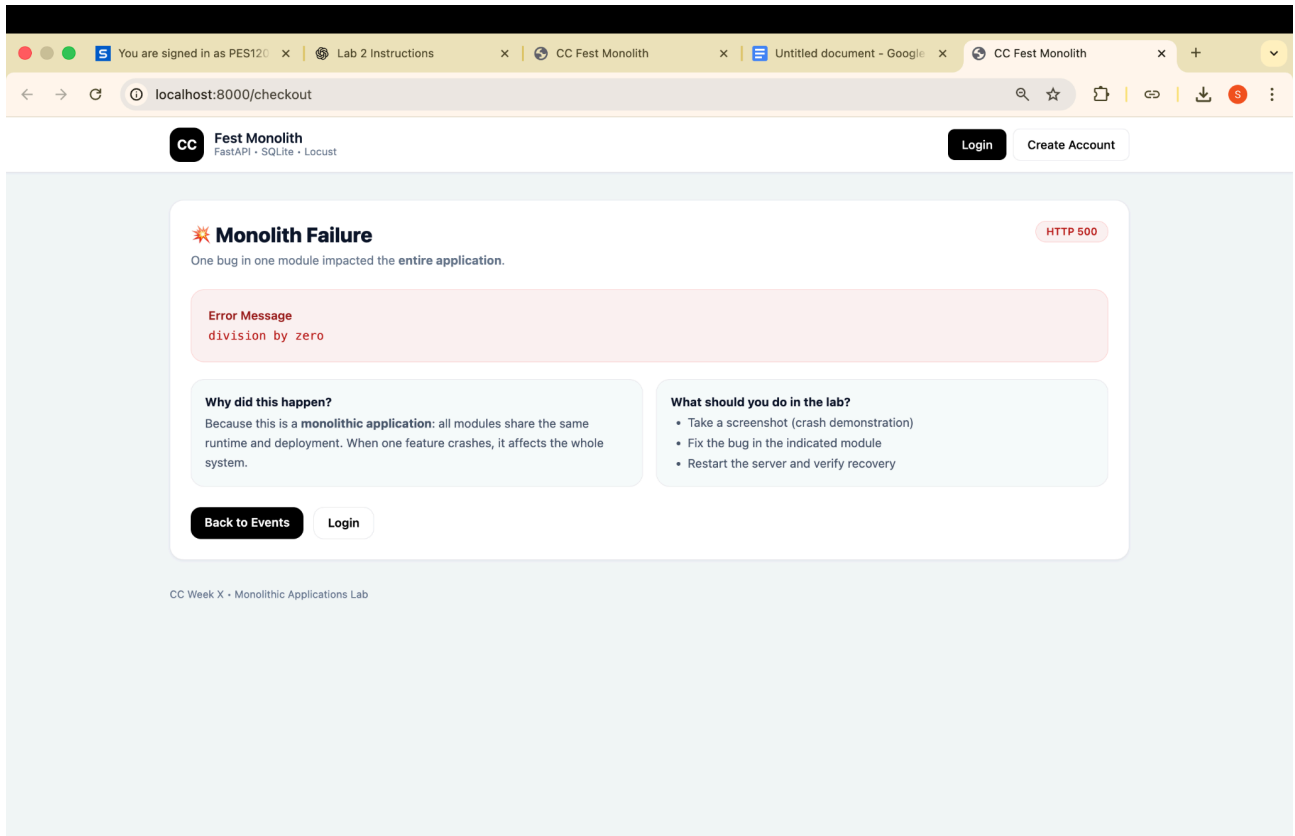 You are signed in as PES120
Lab 2 Instructions
CC Fest Monolith
Untitled document - Google
CC Fest Monolith
localhost:8000/checkout
S
CC
Fest Monolith
FastAPI • SQLite • Locust
Login
Create Account
💥 Monolith Failure
HTTP 500
One bug in one module impacted the entire application.
Error Message
division by zero
Why did this happen?
Because this is a monolithic application: all modules share the same
runtime and deployment. When one feature crashes, it affects the whole
system.
What should you do in the lab?
• Take a screenshot (crash demonstration)
• Fix the bug in the indicated module
• Restart the server and verify recovery
Back to Events
Login
CC Week X • Monolithic Applications Lab